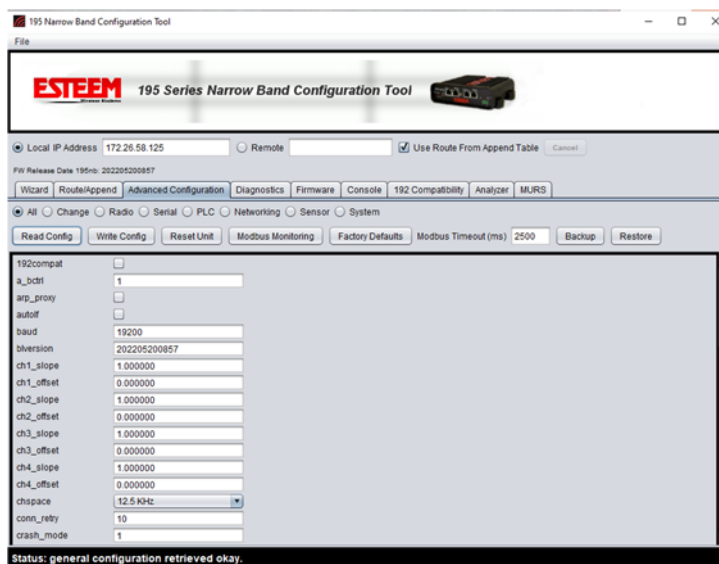 195 Narrow Band Configuration Tool
File
ESTEEM 195 Series Narrow Band Configuration Tool
Local IP Address 172.26.58.125 Remote Use Route From Append Table Cancel
FW Release Date 195nb: 202205200857
Wizard Route/Append Advanced Configuration Diagnostics Firmware Console 192 Compatibility Analyzer MURS
All Change Radio Serial PLC Networking Sensor System
Read Config Write Config Reset Unit Modbus Monitoring Factory Defaults Modbus Timeout (ms) 2500 Backup Restore
192compat
a_bctrl 1
arp_proxy
autolf
baud 19200
blversion 202205200857
ch1_slope 1.000000
ch1_offset 0.000000
ch2_slope 1.000000
ch2_offset 0.000000
ch3_slope 1.000000
ch3_offset 0.000000
ch4_slope 1.000000
ch4_offset 0.000000
chspace 12.5 KHz
conn_retry 10
crash_mode 1
Status: general configuration retrieved okay.